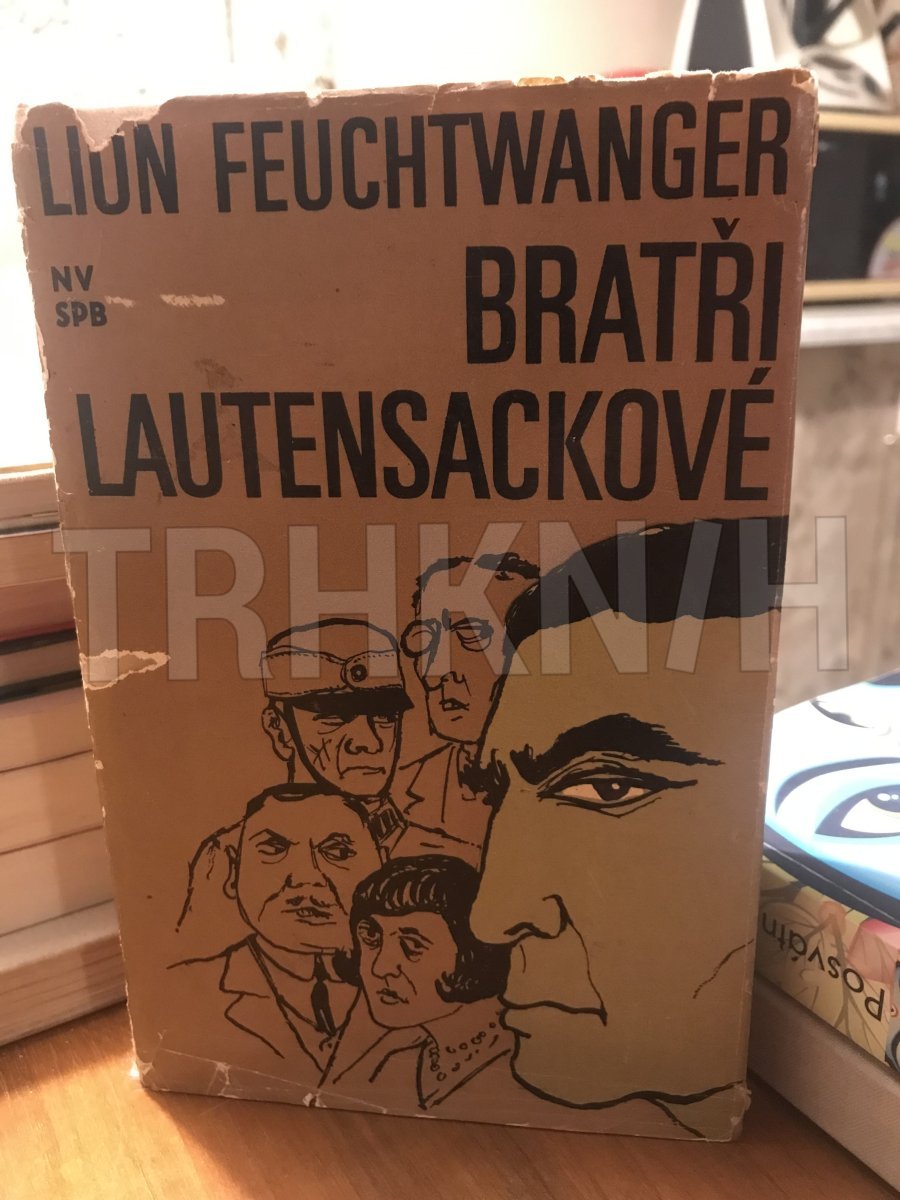 LION FEUCHTWANGER
NV
SPB
BRATŘI
LAUTENSACKOVÉ
TRHKNIH
Posvátn